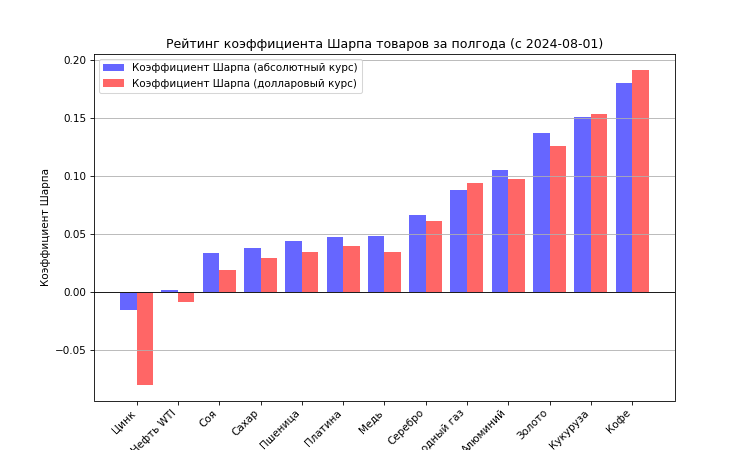 Рейтинг коэффициента Шарпа товаров за полгода (с 2024-08-01)
Коэффициент Шарпа (абсолютный курс)
Коэффициент Шарпа (долларовый курс)
Коэффициент Шарпа
0.20
0.15
0.10
0.05
0.00
−0.05
Цинк
Нефть WTI
Соя
Сахар
Пшеница
Платина
Медь
Серебро
одный газ
Алюминий
Золото
Кукуруза
Кофе